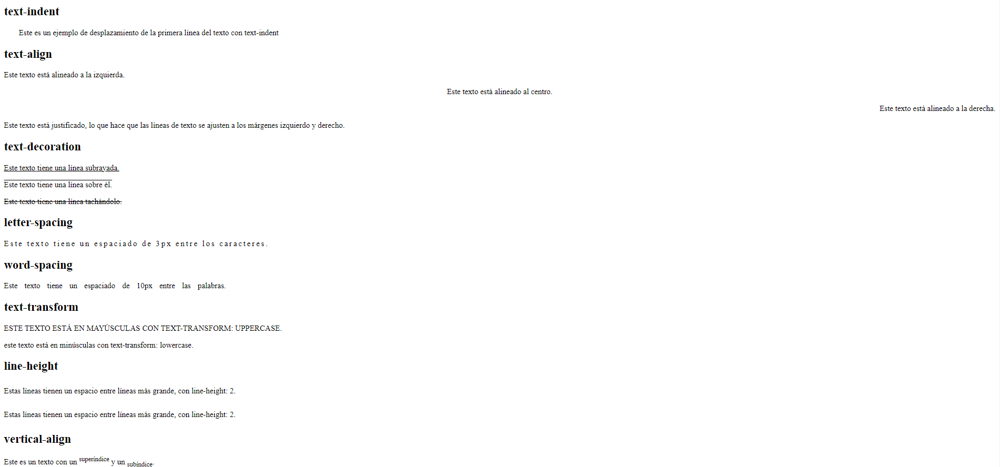 text-indent
Este es un ejemplo de desplazamiento de la primera línea del texto con text-indent
text-align
Este texto está alineado a la izquierda.
Este texto está alineado al centro.
Este texto está alineado a la derecha.
Este texto está justificado, lo que hace que las líneas de texto se ajusten a los márgenes izquierdo y derecho.
text-decoration
Este texto tiene una línea subrayada.
Este texto tiene una línea sobre él.
Este texto tiene una línea tachándolo.
letter-spacing
Este texto tiene un espaciado de 3px entre los caracteres.
word-spacing
Este texto tiene un espaciado de 10px entre las palabras.
text-transform
ESTE TEXTO ESTÁ EN MAYÚSCULAS CON TEXT-TRANSFORM: UPPERCASE.
este texto está en minúsculas con text-transform: lowercase.
line-height
Estas líneas tienen un espacio entre líneas más grande, con line-height: 2.
Estas líneas tienen un espacio entre líneas más grande, con line-height: 2.
vertical-align
Este es un texto con un superíndice y un subíndice.